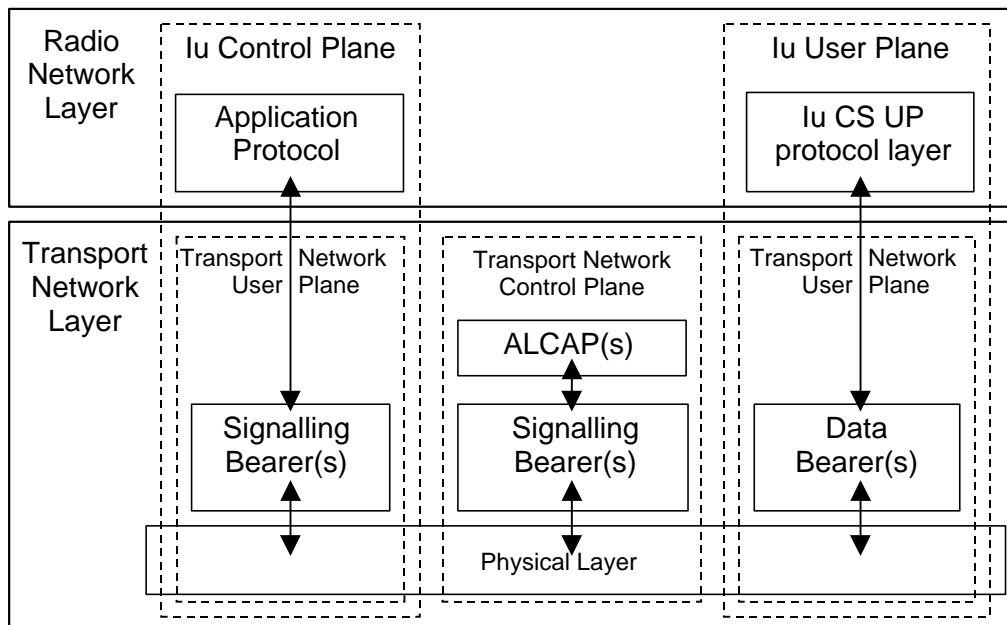 Radio
Network
Layer
Iu Control Plane
Application
Protocol
Iu User Plane
Iu CS UP
protocol layer
Transport
Network
Layer
Transport Network
User Plane
Transport Network
Control Plane
Transport Network
User Plane
ALCAP(s)
Signalling
Bearer(s)
Signalling
Bearer(s)
Data
Bearer(s)
Physical Layer